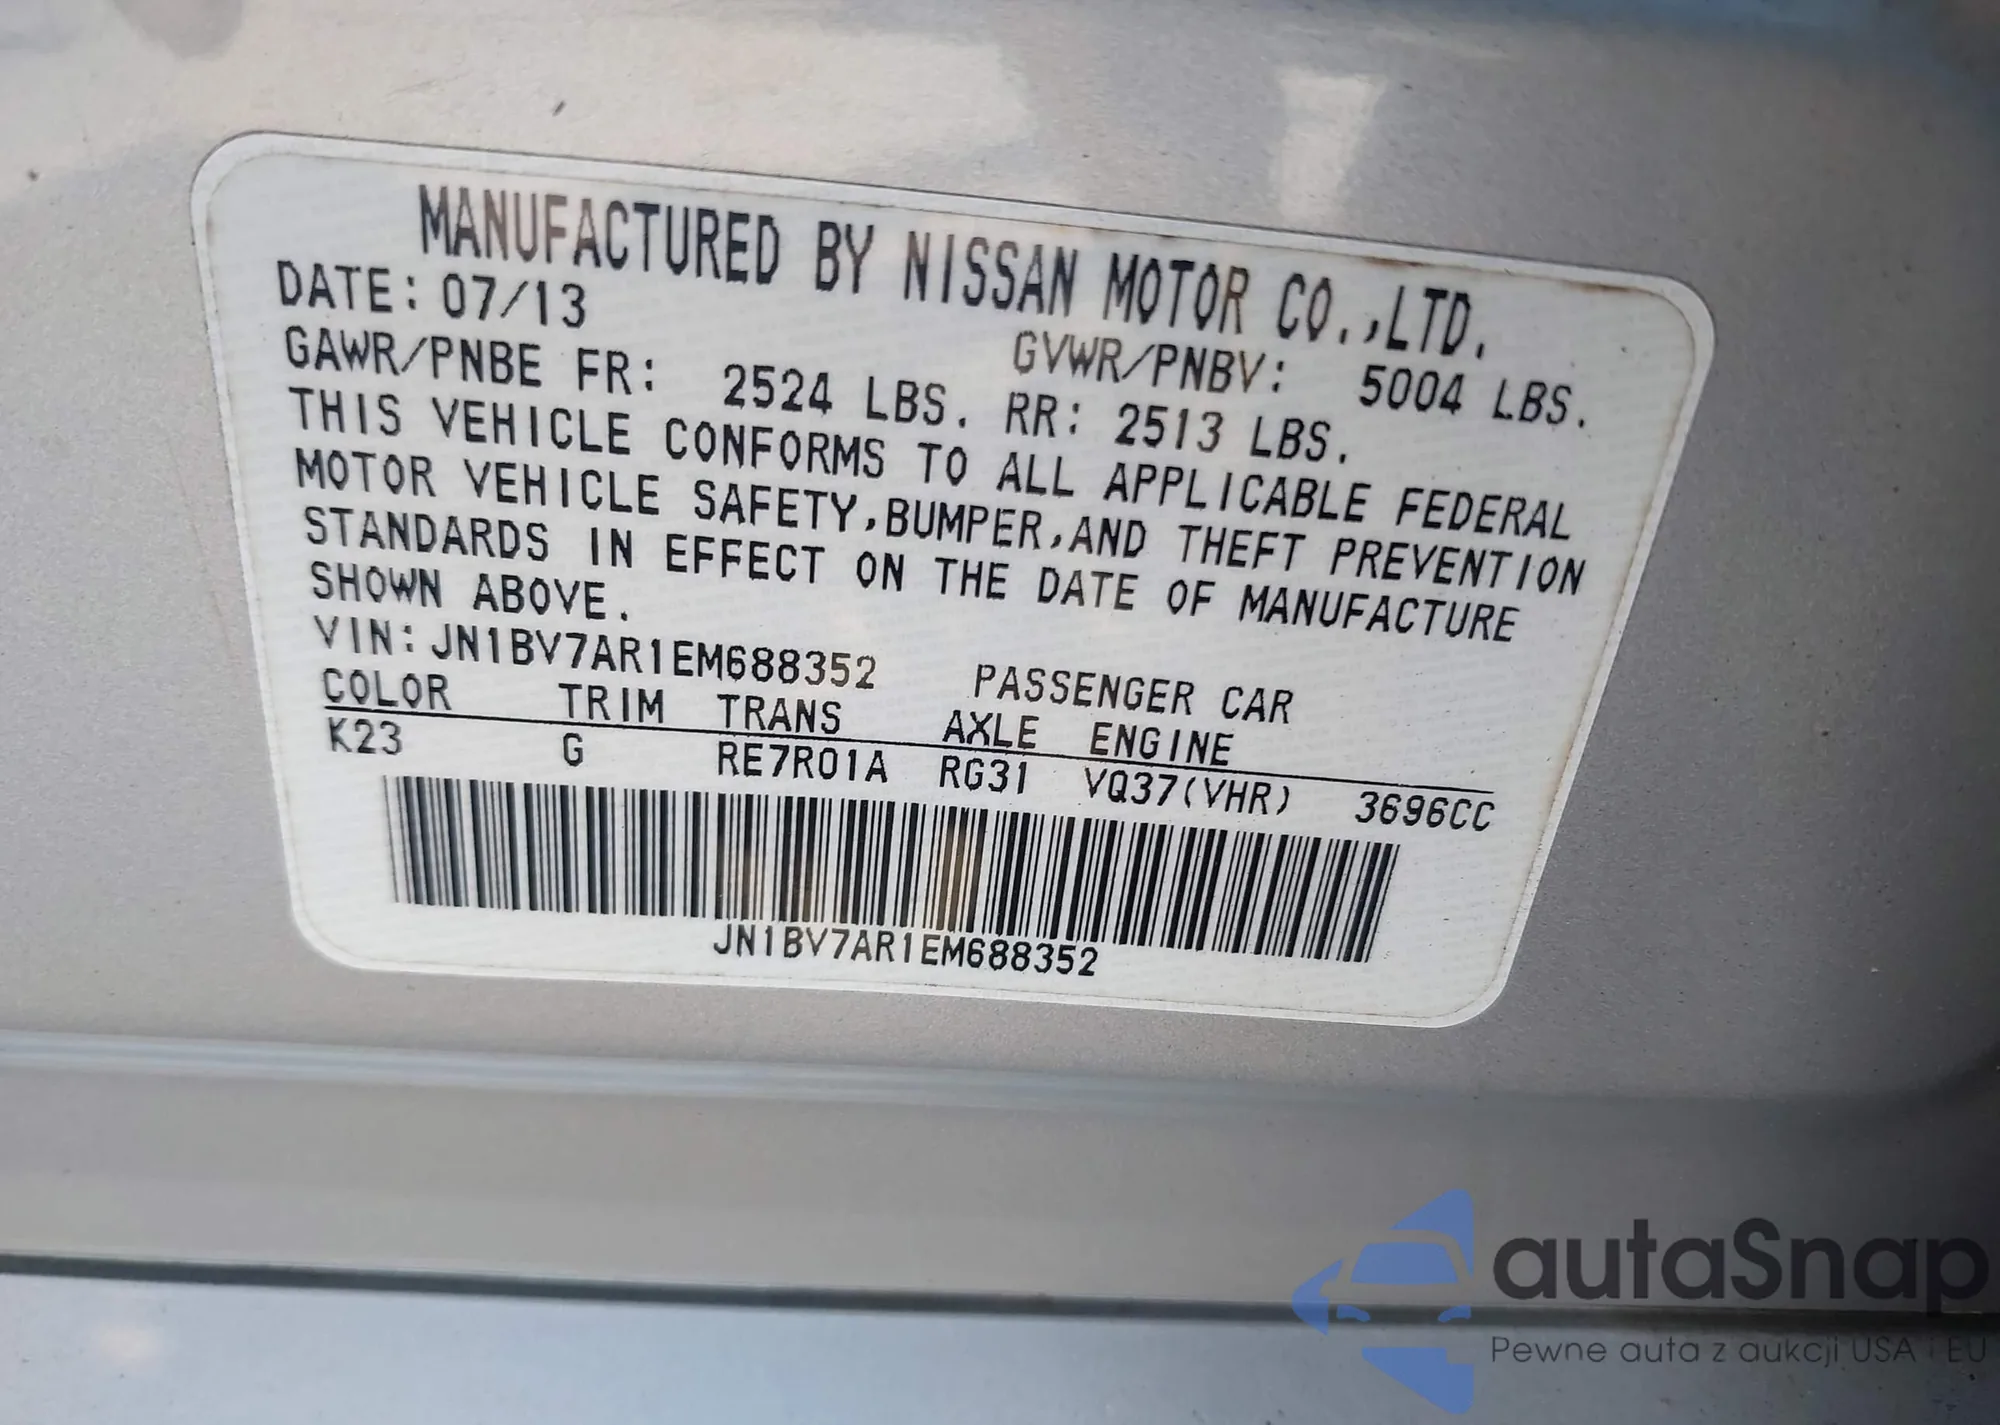 MANUFACTURED BY NISSAN MOTOR CO.,LTD.
DATE: 07/13
GVWR/PNBV: 5004 LBS.
GAWR/PNBE FR: 2524 LBS. RR: 2513 LBS.
THIS VEHICLE CONFORMS TO ALL APPLICABLE FEDERAL
MOTOR VEHICLE SAFETY,BUMPER,AND THEFT PREVENTION
STANDARDS IN EFFECT ON THE DATE OF MANUFACTURE
SHOWN ABOVE.
VIN: JN1BV7AR1EM688352 PASSENGER CAR
COLOR TRIM TRANS AXLE ENGINE
K23 G RE7R01A RG31 VQ37(VHR) 3696CC
JN1BV7AR1EM688352
autaSnap
Pewne auta z aukcji USA i EU